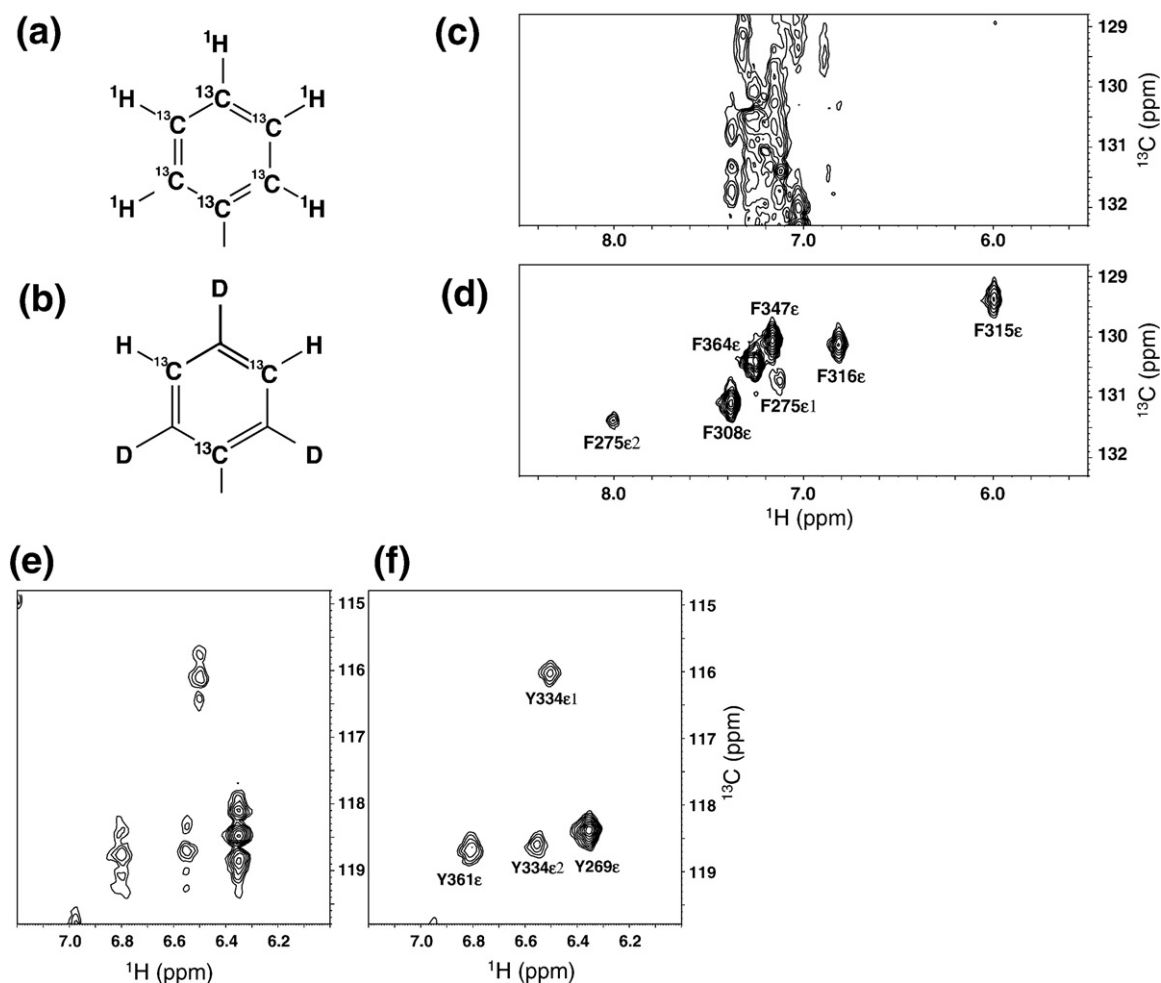 (a)
¹H
¹H ¹³C ¹H
¹³C ¹³C
¹³C ¹³C
¹H ¹³C ¹H
(b)
D
H H
¹³C ¹³C
D ¹³C D
(c)
129
130
131
132
¹³C (ppm)
8.0 7.0 6.0
(d)
F347ε
F364ε
F315ε
F316ε
F275ε1
F308ε
F275ε2
129
130
131
132
¹³C (ppm)
8.0 7.0 6.0
¹H (ppm)
(e)
115
116
117
118
119
7.0 6.8 6.6 6.4 6.2
¹H (ppm)
(f)
Y334ε1
Y361ε Y334ε2 Y269ε
115
116
117
118
119
¹³C (ppm)
7.0 6.8 6.6 6.4 6.2
¹H (ppm)